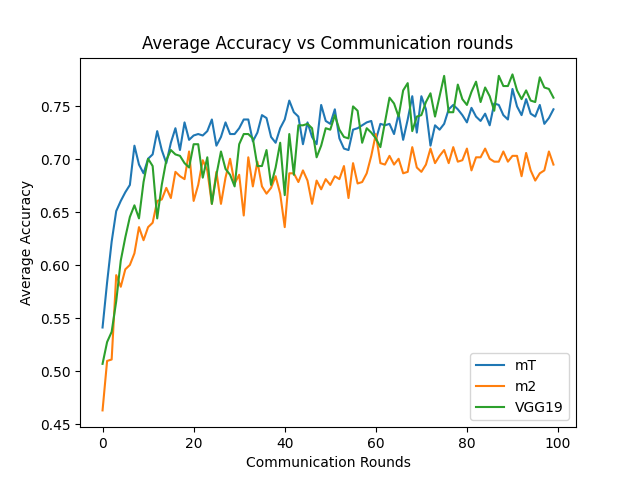 Average Accuracy vs Communication rounds
Average Accuracy
0.75
0.70
0.65
0.60
0.55
0.50
0.45
0 20 40 60 80 100
Communication Rounds
mT
m2
VGG19